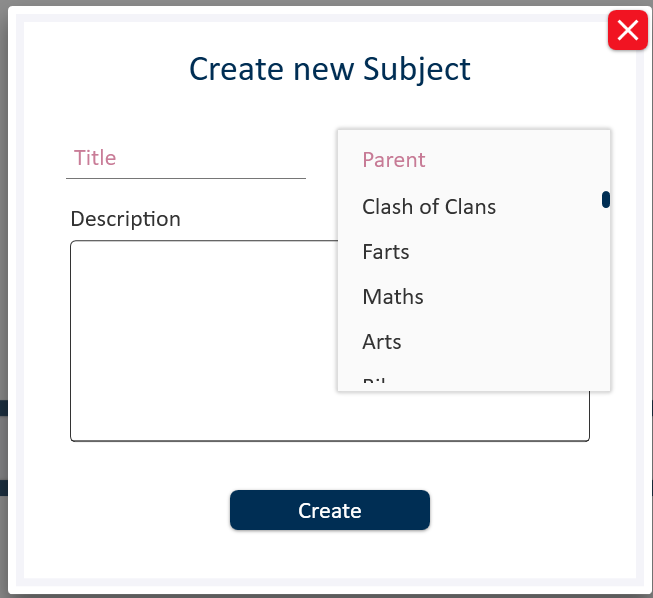 Create new Subject
Title
Parent
Clash of Clans
Farts
Maths
Arts
Description
Create